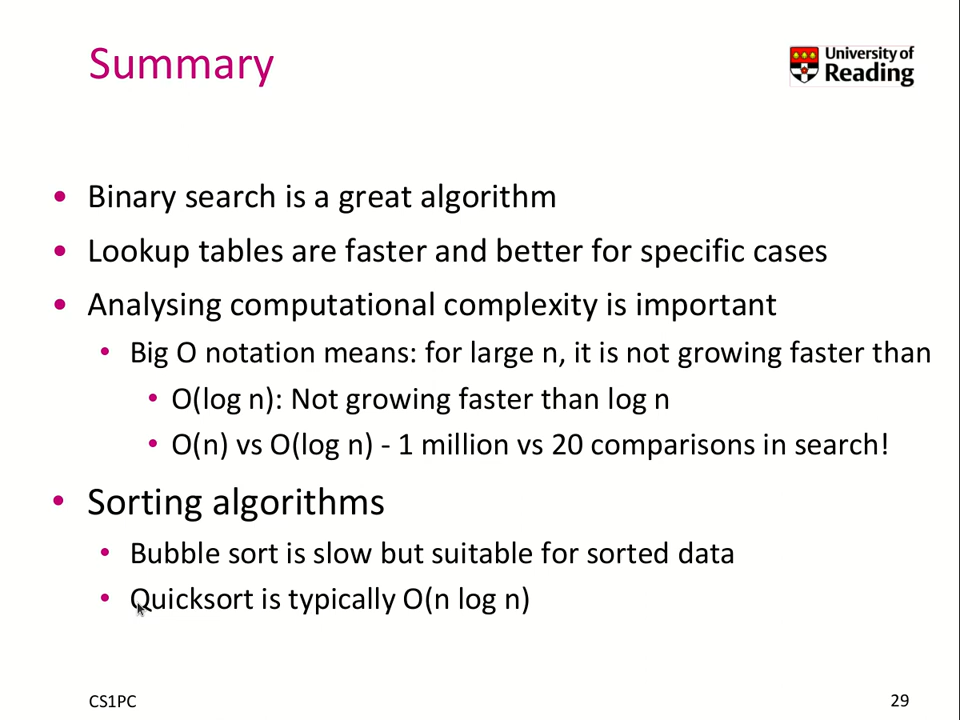 Summary
University of
Reading
• Binary search is a great algorithm
• Lookup tables are faster and better for specific cases
• Analysing computational complexity is important
• Big O notation means: for large n, it is not growing faster than
• O(log n): Not growing faster than log n
• O(n) vs O(log n) - 1 million vs 20 comparisons in search!
• Sorting algorithms
• Bubble sort is slow but suitable for sorted data
• Quicksort is typically O(n log n)
CS1PC
29